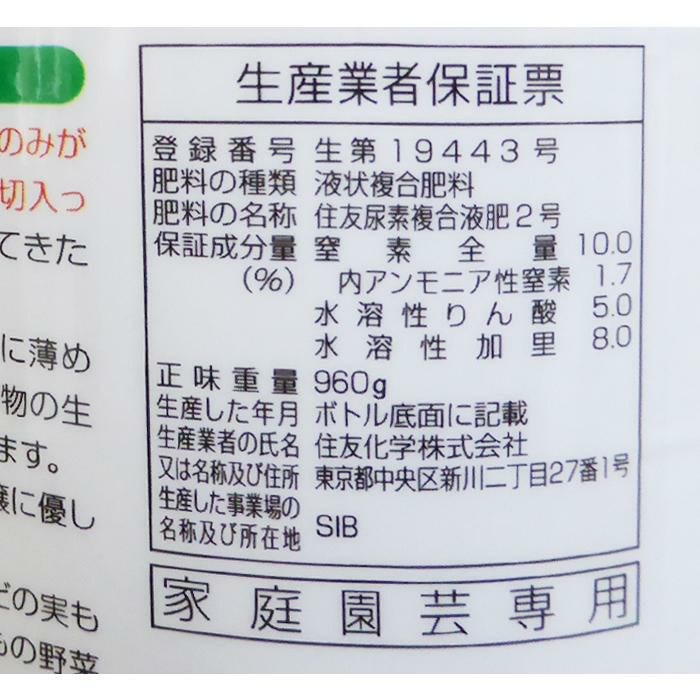 のみが
切入っ
てきた
に薄め
物の生
ます。
に優し
どの実も
もの野菜
生産業者保証票
登録番号 生第19443号
肥料の種類 液状複合肥料
肥料の名称 住友尿素複合液肥2号
保証成分量 窒素全量 10.0
(%) 内アンモニア性窒素 1.7
水溶性りん酸 5.0
水溶性加里 8.0
正味重量 960g
生産した年月 ボトル底面に記載
生産業者の氏名 住友化学株式会社
又は名称及び住所 東京都中央区新川二丁目27番1号
生産した事業場の
名称及び所在地 SIB
家庭園芸専用